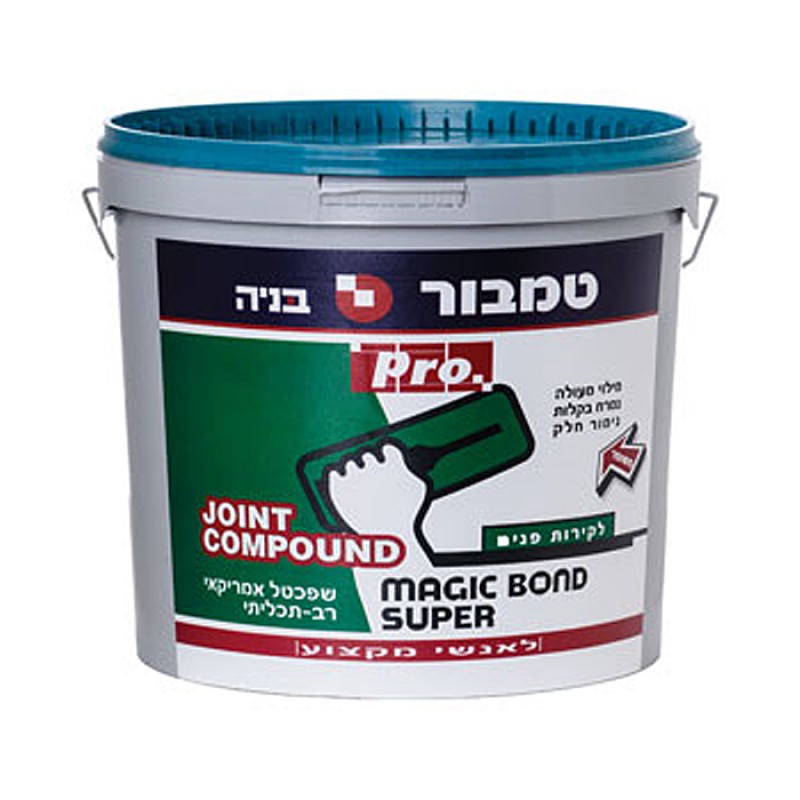 טמבור בניה
Pro.
מילוי מעולה
נמרח בקלות
גימור חלק
לקירות פנים
JOINT
COMPOUND
שפכטל אמריקאי
רב-תכליתי
MAGIC BOND
SUPER
לאנשי מקצוע